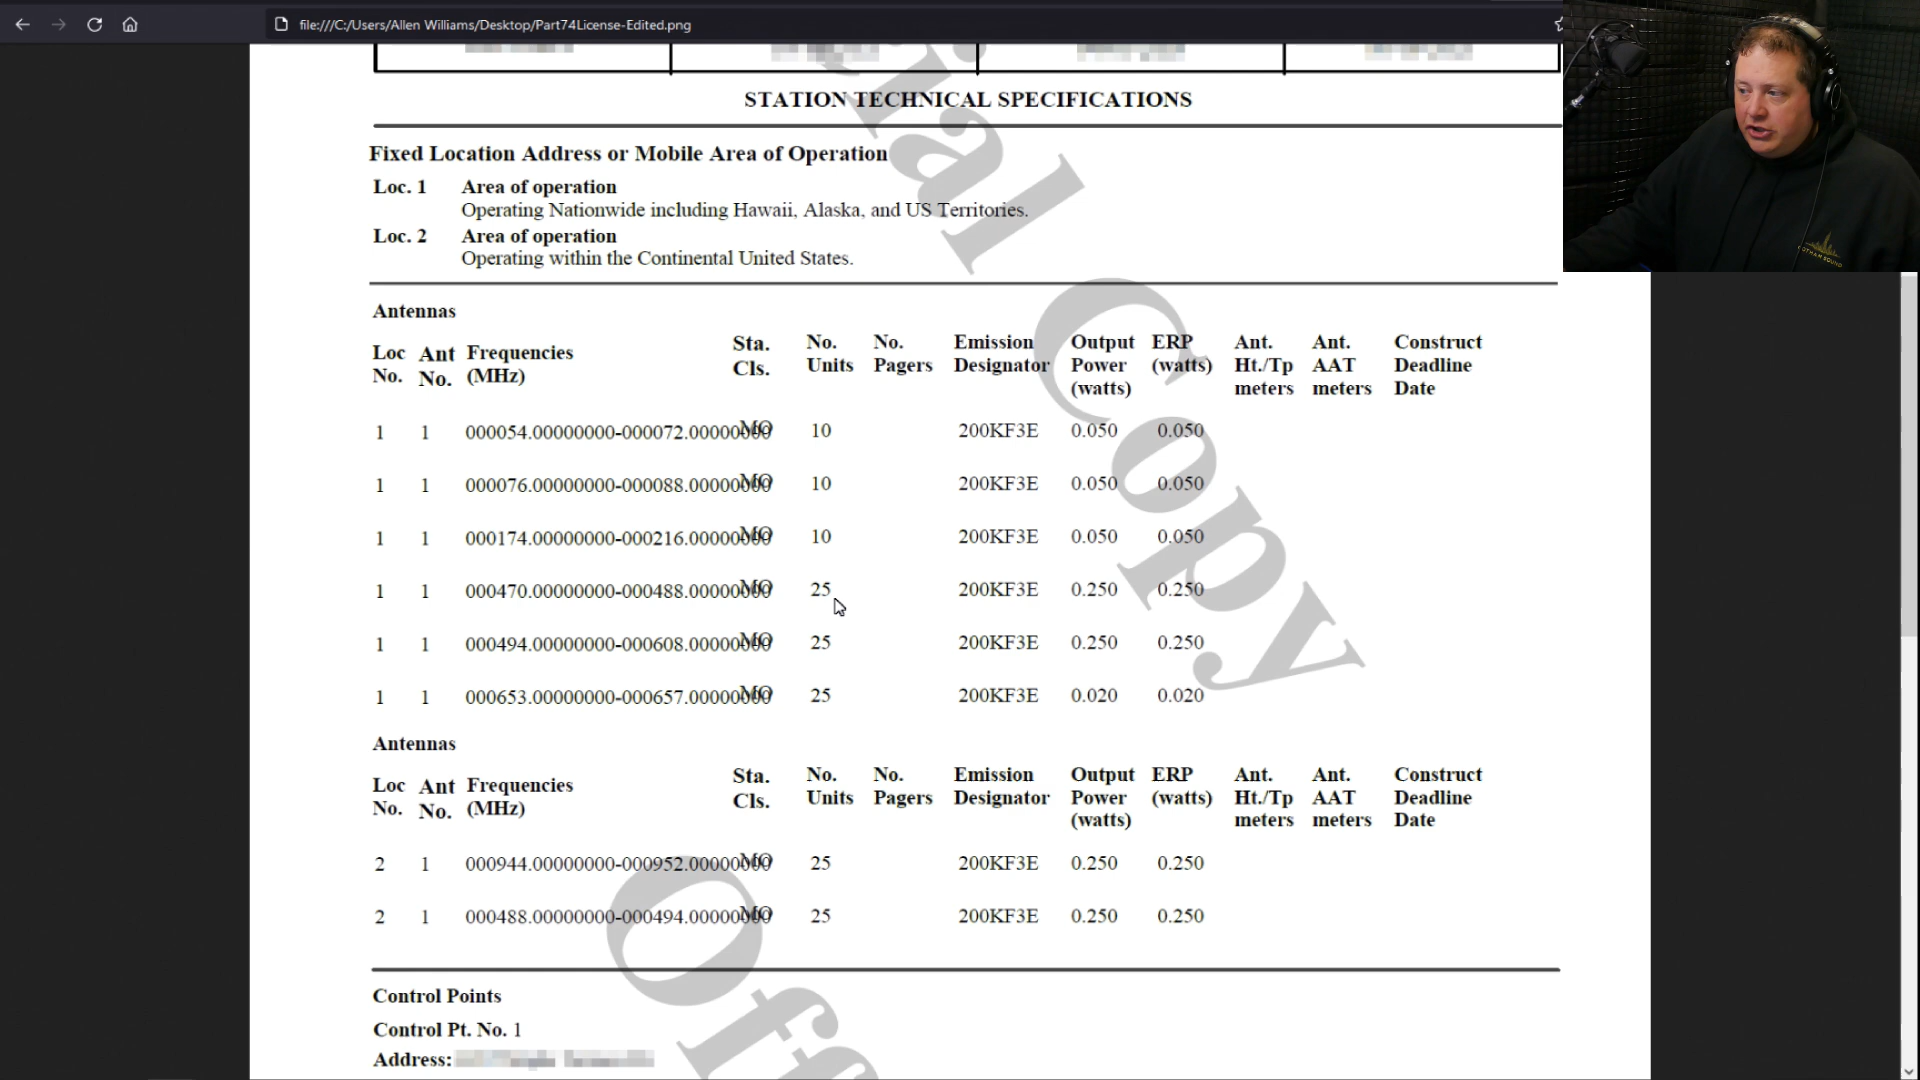 file:///C:/Users/Allen Williams/Desktop/Part74License-Edited.png
STATION TECHNICAL SPECIFICATIONS
Fixed Location Address or Mobile Area of Operation
Loc. 1 Area of operation
Operating Nationwide including Hawaii, Alaska, and US Territories.
Loc. 2 Area of operation
Operating within the Continental United States.
Antennas
Loc No. Ant No. Frequencies (MHz) Sta. Cls. No. Units No. Pagers Emission Designator Output Power (watts) ERP (watts) Ant. Ht./Tp meters Ant. AAT meters Construct Deadline Date
1 1 000054.00000000-000072.00000000 MO 10 200KF3E 0.050 0.050
1 1 000076.00000000-000088.00000000 MO 10 200KF3E 0.050 0.050
1 1 000174.00000000-000216.00000000 MO 10 200KF3E 0.050 0.050
1 1 000470.00000000-000488.00000000 MO 25 200KF3E 0.250 0.250
1 1 000494.00000000-000608.00000000 MO 25 200KF3E 0.250 0.250
1 1 000653.00000000-000657.00000000 MO 25 200KF3E 0.020 0.020
Antennas
Loc No. Ant No. Frequencies (MHz) Sta. Cls. No. Units No. Pagers Emission Designator Output Power (watts) ERP (watts) Ant. Ht./Tp meters Ant. AAT meters Construct Deadline Date
2 1 000944.00000000-000952.00000000 MO 25 200KF3E 0.250 0.250
2 1 000488.00000000-000494.00000000 MO 25 200KF3E 0.250 0.250
Control Points
Control Pt. No. 1
Address:
Off
ial Copy
GOTHAM SOUND